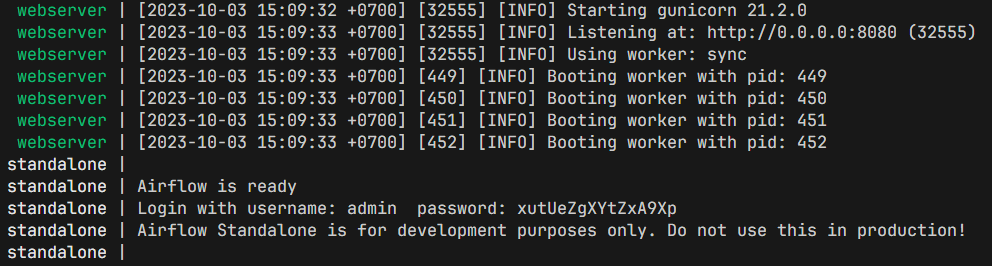 webserver | [2023-10-03 15:09:32 +0700] [32555] [INFO] Starting gunicorn 21.2.0
webserver | [2023-10-03 15:09:33 +0700] [32555] [INFO] Listening at: http://0.0.0.0:8080 (32555)
webserver | [2023-10-03 15:09:33 +0700] [32555] [INFO] Using worker: sync
webserver | [2023-10-03 15:09:33 +0700] [449] [INFO] Booting worker with pid: 449
webserver | [2023-10-03 15:09:33 +0700] [450] [INFO] Booting worker with pid: 450
webserver | [2023-10-03 15:09:33 +0700] [451] [INFO] Booting worker with pid: 451
webserver | [2023-10-03 15:09:33 +0700] [452] [INFO] Booting worker with pid: 452
standalone |
standalone | Airflow is ready
standalone | Login with username: admin  password: xutUeZgXYtZxA9Xp
standalone | Airflow Standalone is for development purposes only. Do not use this in production!
standalone |